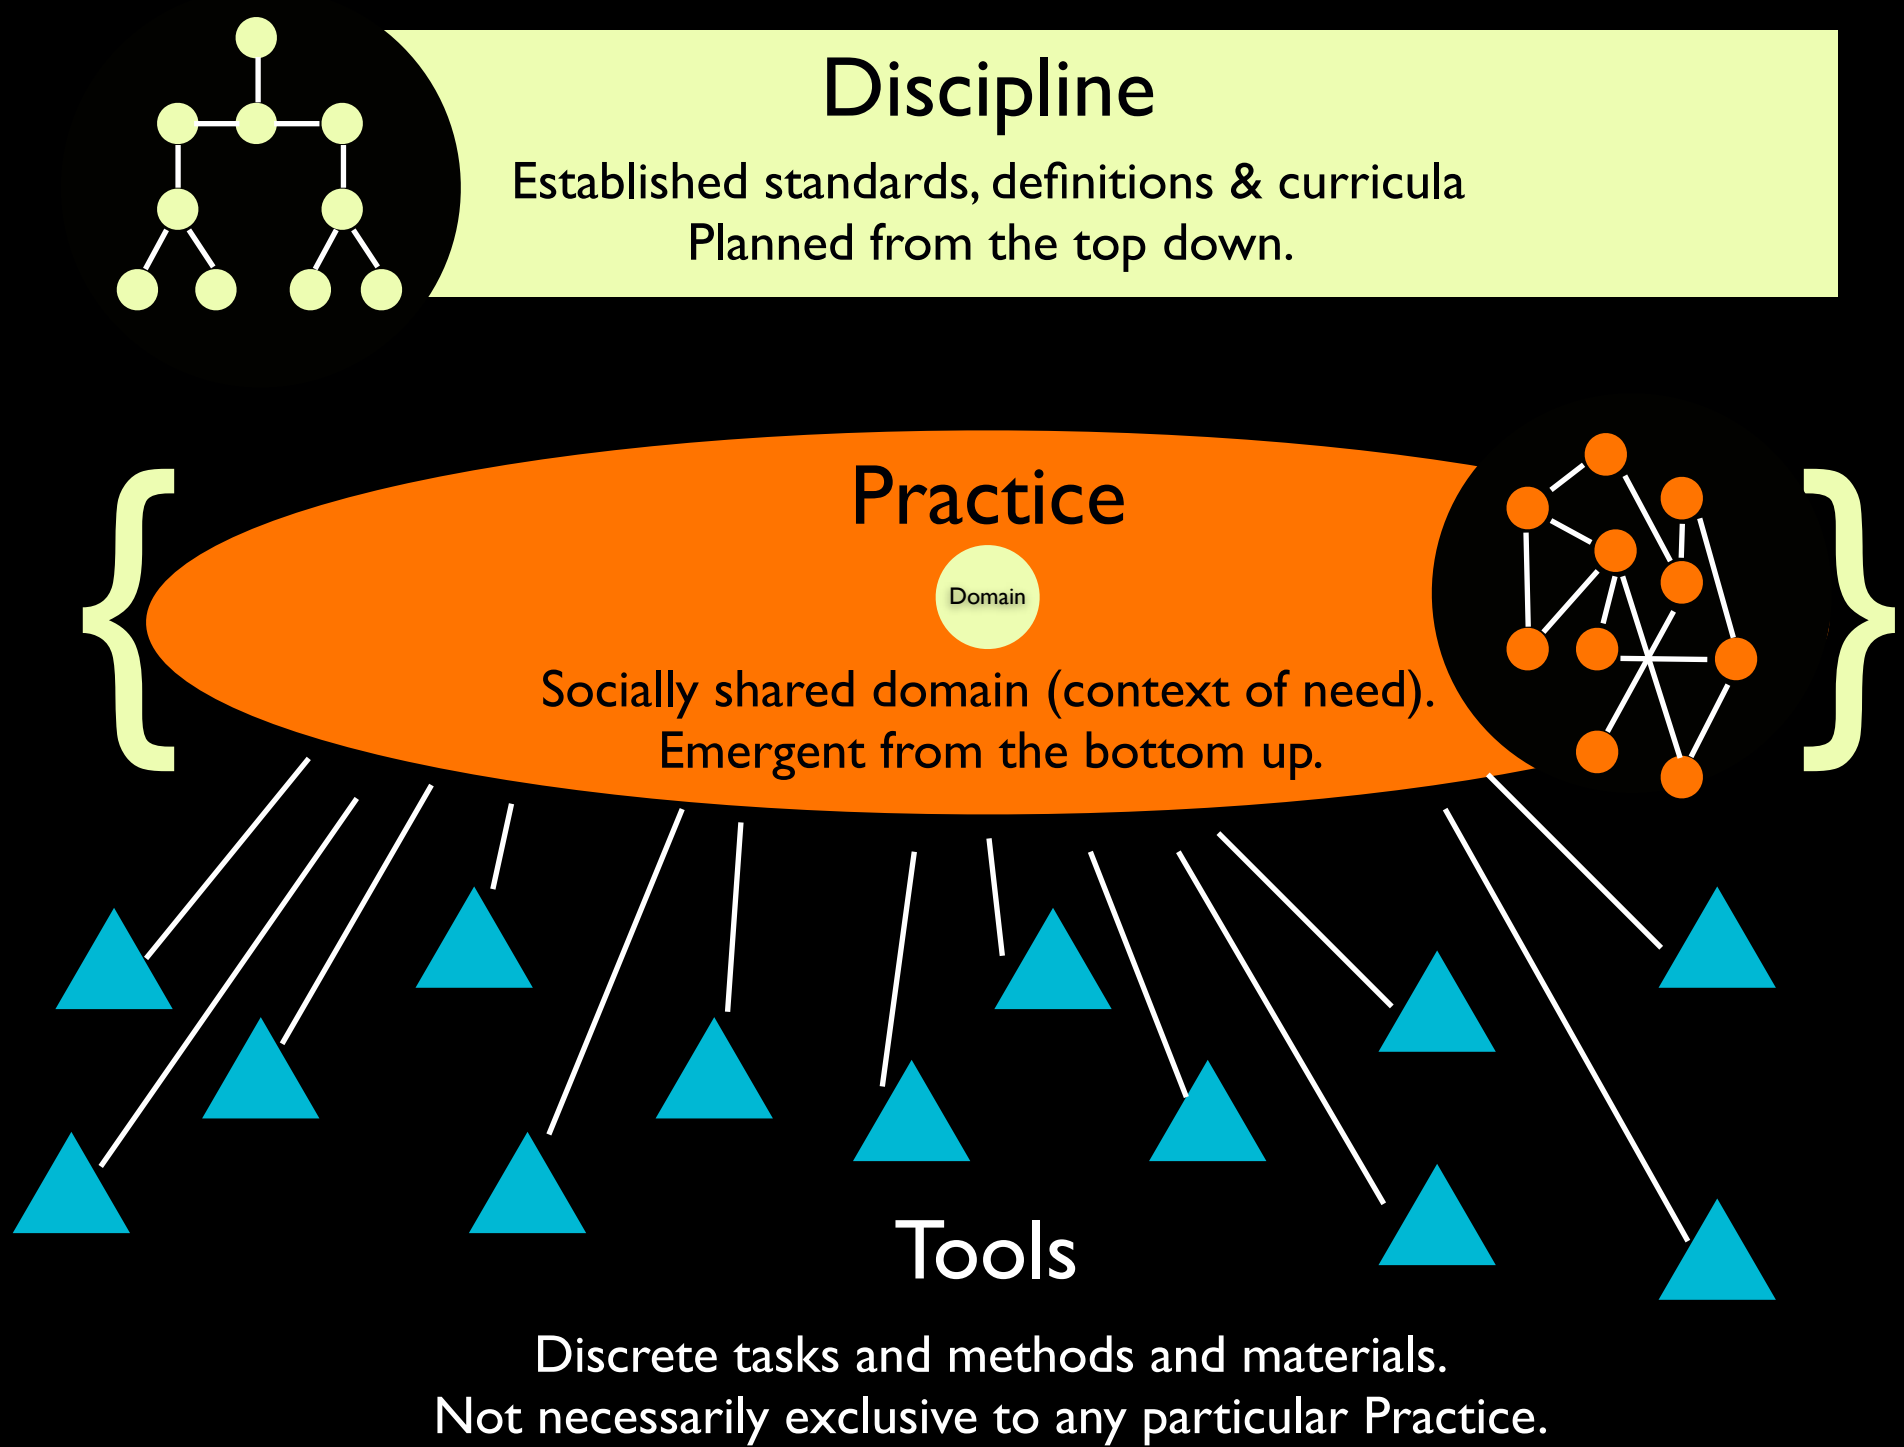 Discipline
Established standards, definitions & curricula
Planned from the top down.
{
Practice
}
Domain
Socially shared domain (context of need).
Emergent from the bottom up.
Tools
Discrete tasks and methods and materials.
Not necessarily exclusive to any particular Practice.